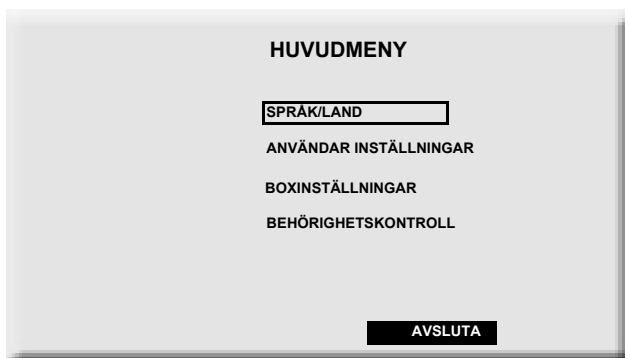 HUVUDMENY
SPRÅK/LAND
ANVÄNDAR INSTÄLLNINGAR
BOXINSTÄLLNINGAR
BEHÖRIGHETSKONTROLL
AVSLUTA